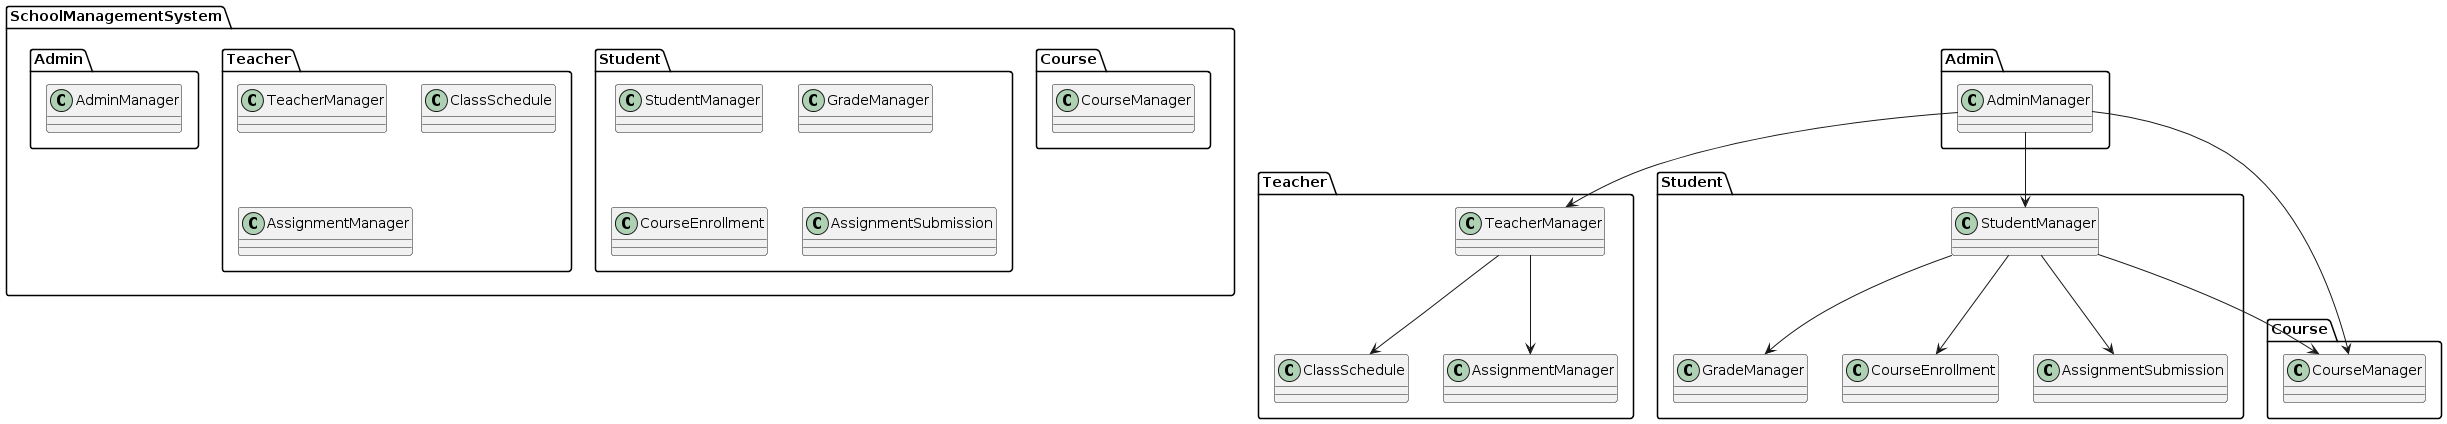 SchoolManagementSystem
Admin
C AdminManager
Teacher
C TeacherManager
C ClassSchedule
C AssignmentManager
Student
C StudentManager
C GradeManager
C CourseEnrollment
C AssignmentSubmission
Course
C CourseManager
Admin
C AdminManager
Teacher
C TeacherManager
C ClassSchedule
C AssignmentManager
Student
C StudentManager
C GradeManager
C CourseEnrollment
C AssignmentSubmission
Course
C CourseManager